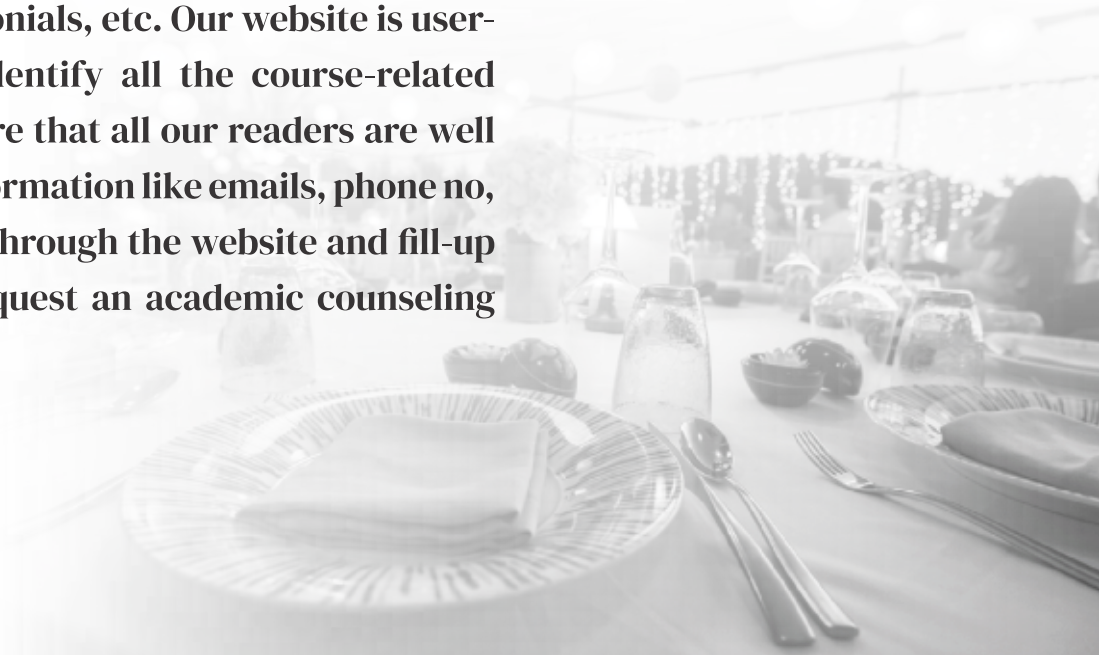 onials, etc. Our website is user-
lentify all the course-related
re that all our readers are well
ormation like emails, phone no,
hrough the website and fill-up
quest an academic counseling